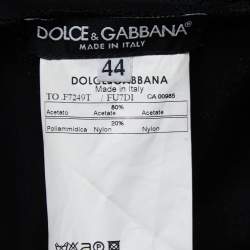 DOLCE & GABBANA®
MADE IN ITALY
44
DOLCE & GABBANA
Made in Italy
TO F7249T / FU7DI CA 00985
80%
Acetato Acetate
20%
Poliammidica Nylon Nylon